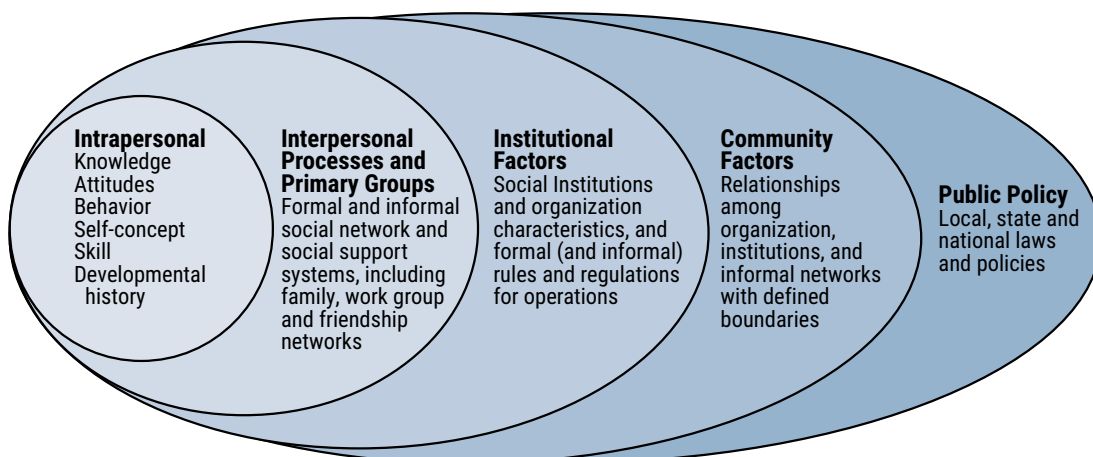 Intrapersonal
Knowledge
Attitudes
Behavior
Self-concept
Skill
Developmental
history
Interpersonal
Processes and
Primary Groups
Formal and informal
social network and
social support
systems, including
family, work group
and friendship
networks
Institutional
Factors
Social Institutions
and organization
characteristics, and
formal (and informal)
rules and regulations
for operations
Community
Factors
Relationships
among
organization,
institutions, and
informal networks
with defined
boundaries
Public Policy
Local, state and
national laws
and policies